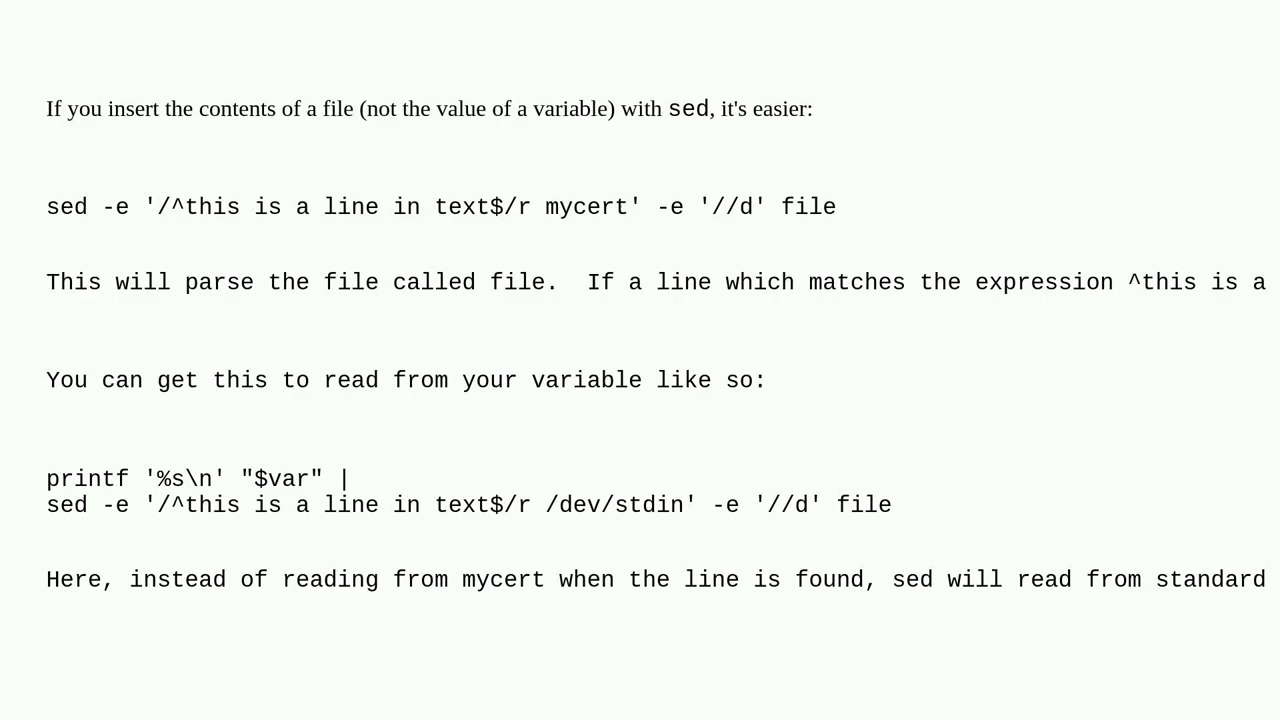 If you insert the contents of a file (not the value of a variable) with sed, it's easier:
sed -e '/^this is a line in text$/r mycert' -e '//d' file
This will parse the file called file.  If a line which matches the expression ^this is a
You can get this to read from your variable like so:
printf '%s\n' "$var" |
sed -e '/^this is a line in text$/r /dev/stdin' -e '//d' file
Here, instead of reading from mycert when the line is found, sed will read from standard